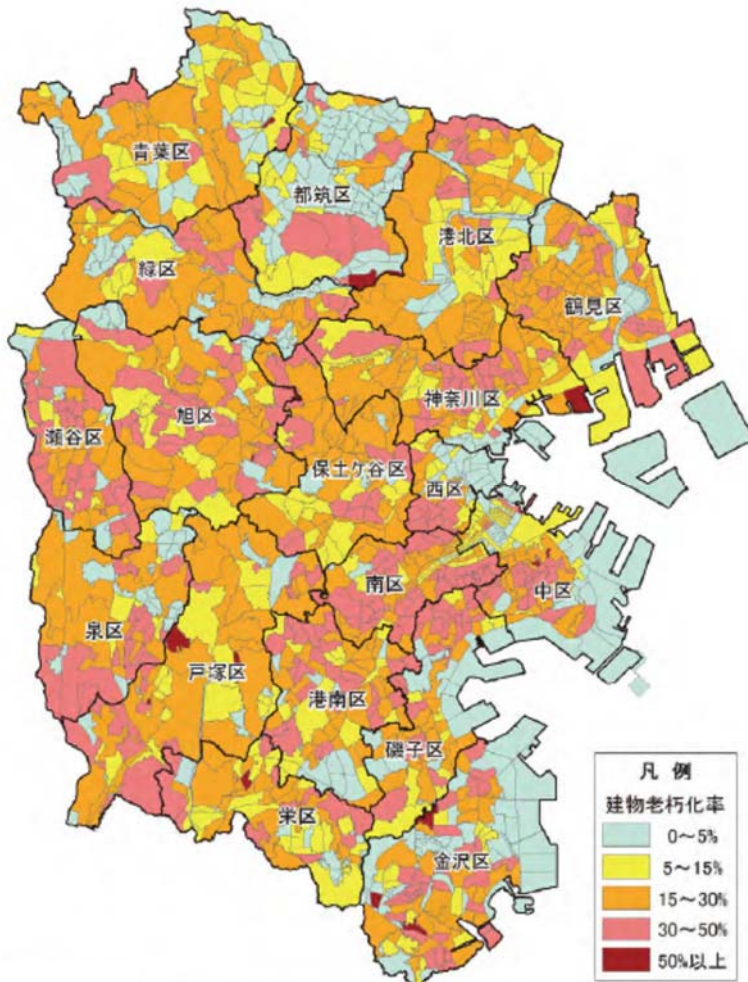 青葉区
都筑区
港北区
緑区
鶴見区
神奈川区
旭区
瀬谷区
保土ケ谷区
西区
南区
中区
泉区
戸塚区
港南区
磯子区
栄区
金沢区
凡例
建物老朽化率
0～5%
5～15%
15～30%
30～50%
50%以上